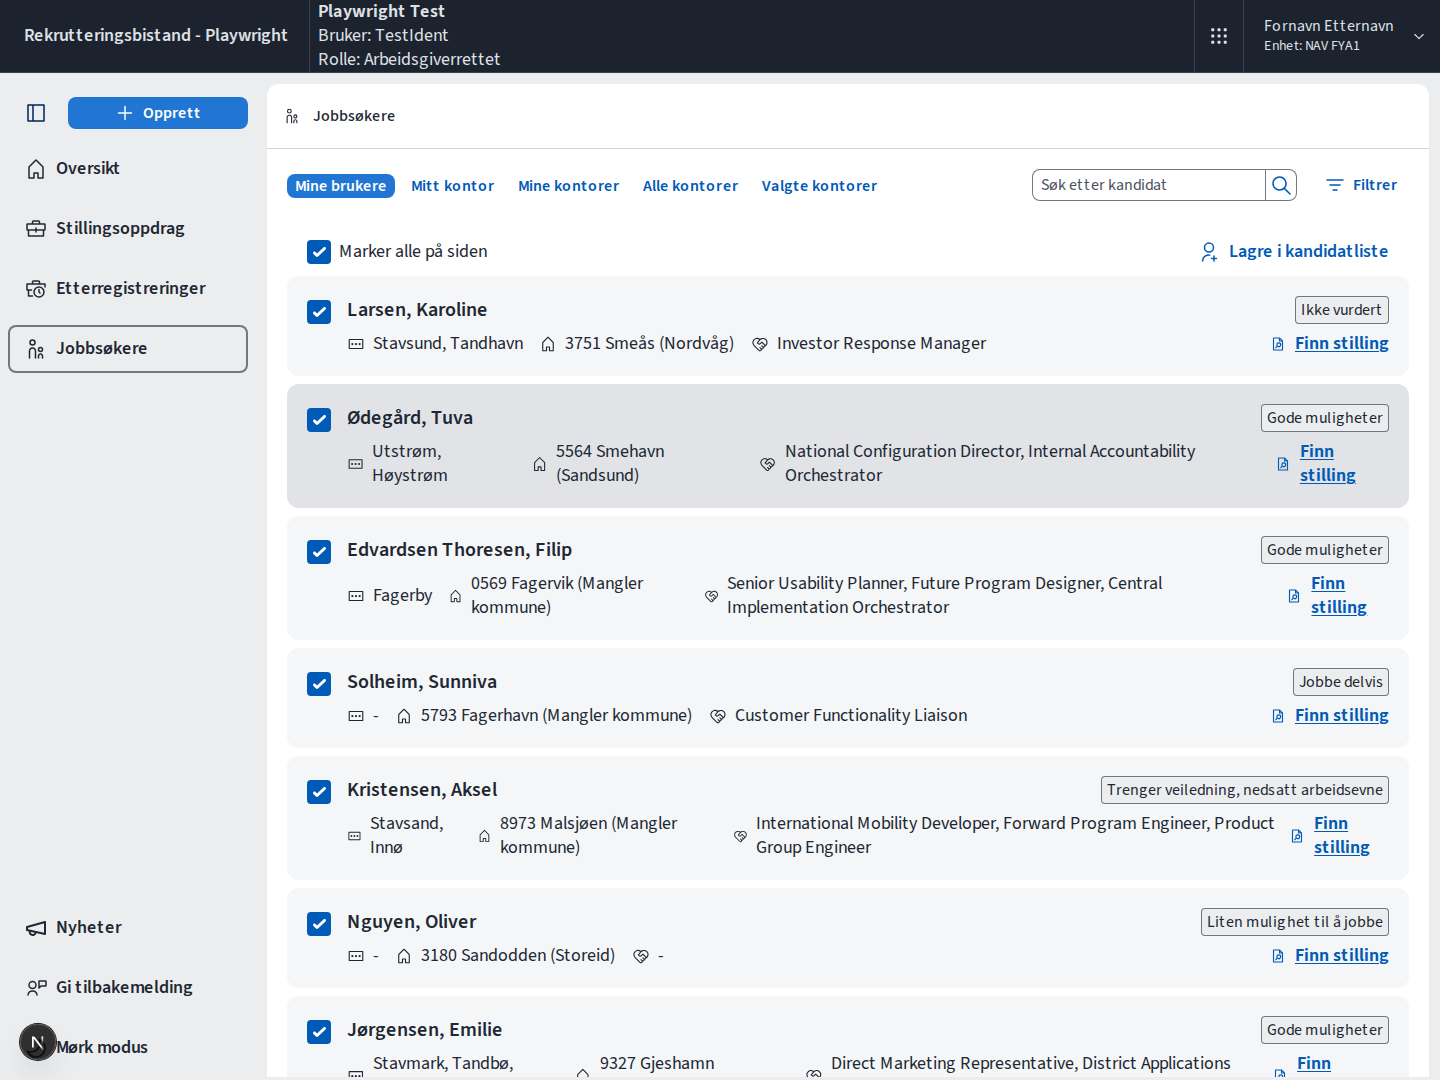 Rekrutteringsbistand - Playwright
Playwright Test
Bruker: TestIdent
Rolle: Arbeidsgiverrettet
Fornavn Etternavn
Enhet: NAV FYA1
Opprett
Oversikt
Stillingsoppdrag
Etterregistreringer
Jobbsøkere
Nyheter
Gi tilbakemelding
N
Mørk modus
Jobbsøkere
Mine brukere
Mitt kontor
Mine kontorer
Alle kontorer
Valgte kontorer
Søk etter kandidat
Filtrer
Marker alle på siden
Lagre i kandidatliste
Larsen, Karoline
Ikke vurdert
Stavsund, Tandhavn
3751 Smeås (Nordvåg)
Investor Response Manager
Finn stilling
Ødegård, Tuva
Gode muligheter
Utstrøm,
Høystrøm
5564 Smehavn
(Sandsund)
National Configuration Director, Internal Accountability
Orchestrator
Finn
stilling
Edvardsen Thoresen, Filip
Gode muligheter
Fagerby
0569 Fagervik (Mangler
kommune)
Senior Usability Planner, Future Program Designer, Central
Implementation Orchestrator
Finn
stilling
Solheim, Sunniva
Jobbe delvis
-
5793 Fagerhavn (Mangler kommune)
Customer Functionality Liaison
Finn stilling
Kristensen, Aksel
Trenger veiledning, nedsatt arbeidsevne
Stavsand,
Innø
8973 Malsjøen (Mangler
kommune)
International Mobility Developer, Forward Program Engineer, Product
Group Engineer
Finn
stilling
Nguyen, Oliver
Liten mulighet til å jobbe
-
3180 Sandodden (Storeid)
-
Finn stilling
Jørgensen, Emilie
Gode muligheter
Stavmark, Tandbø,
9327 Gjeshamn
Direct Marketing Representative, District Applications
Finn